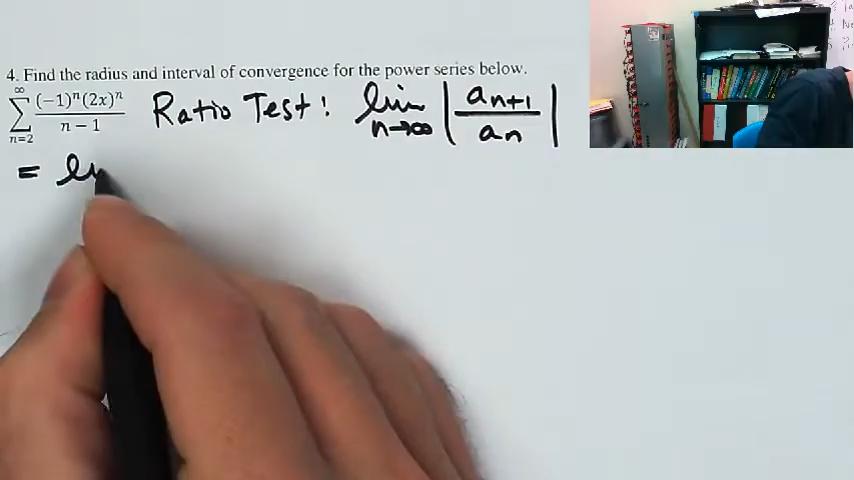 4. Find the radius and interval of convergence for the power series below.
∞∑n=2 (−1)ⁿ(2x)ⁿ / n − 1 Ratio Test: lim n→∞ | aₙ₊₁ / aₙ |
=